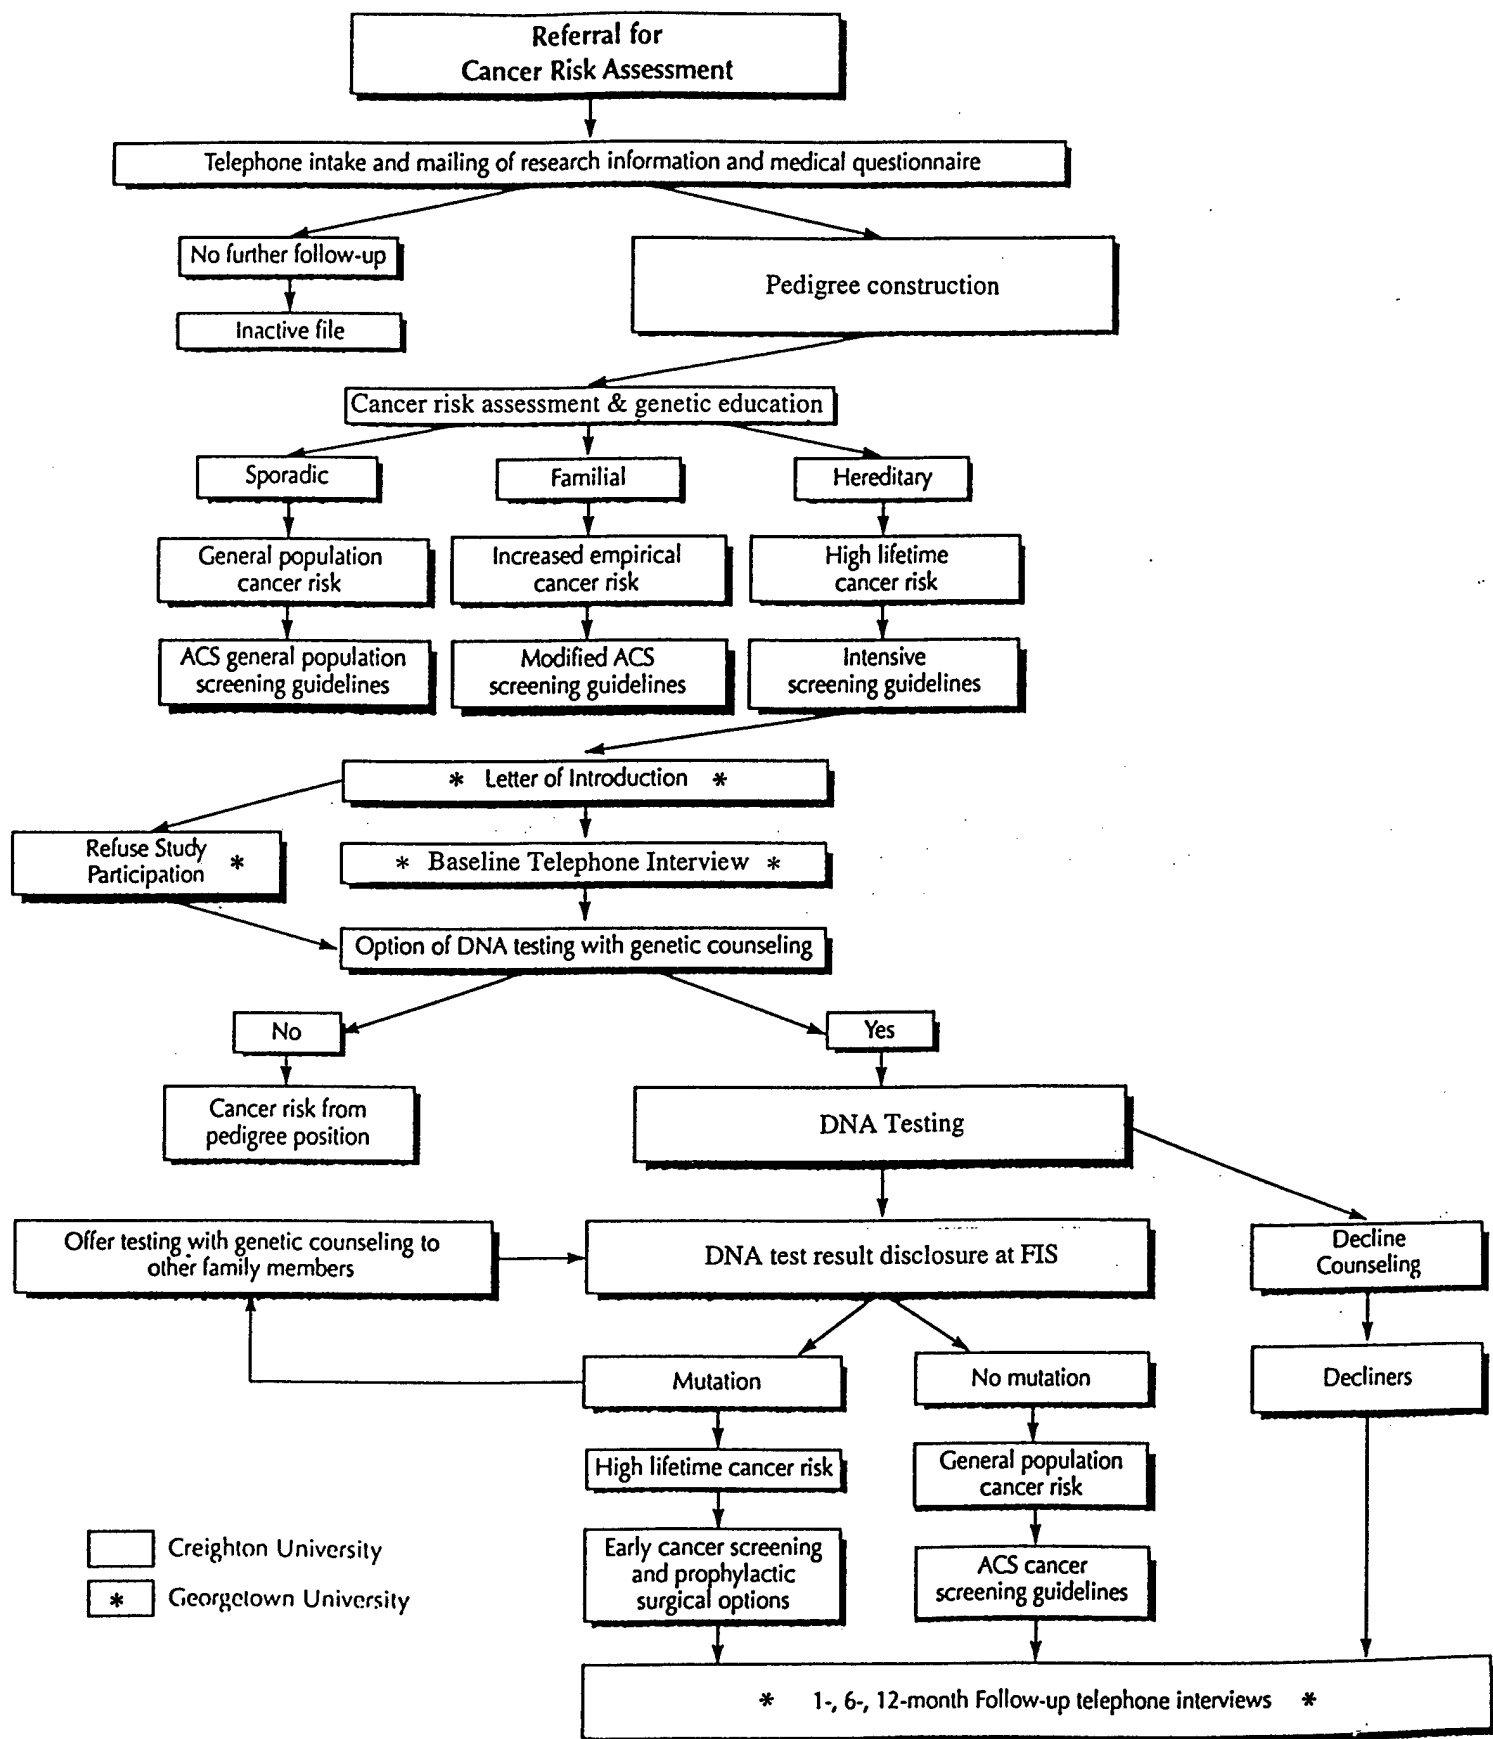 Referral for
Cancer Risk Assessment
Telephone intake and mailing of research information and medical questionnaire
No further follow-up
Pedigree construction
Inactive file
Cancer risk assessment & genetic education
Sporadic
Familial
Hereditary
General population
cancer risk
Increased empirical
cancer risk
High lifetime
cancer risk
ACS general population
screening guidelines
Modified ACS
screening guidelines
Intensive
screening guidelines
* Letter of Introduction *
Refuse Study
Participation *
* Baseline Telephone Interview *
Option of DNA testing with genetic counseling
No
Yes
Cancer risk from
pedigree position
DNA Testing
Offer testing with genetic counseling to
other family members
DNA test result disclosure at FIS
Decline
Counseling
Mutation
No mutation
Decliners
High lifetime cancer risk
General population
cancer risk
Early cancer screening
and prophylactic
surgical options
ACS cancer
screening guidelines
Creighton University
* Georgetown University
* 1-, 6-, 12-month Follow-up telephone interviews *